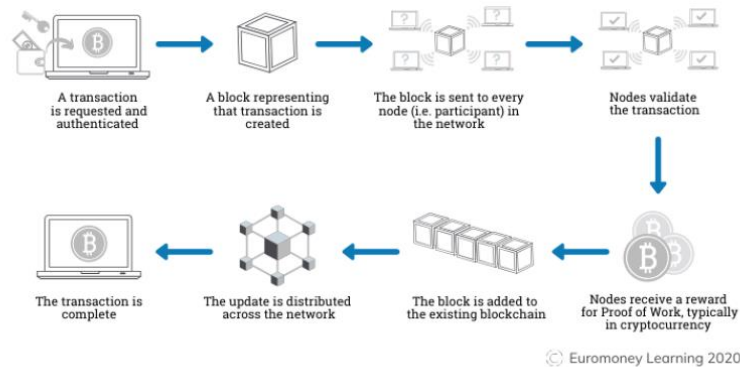 A transaction
is requested and
authenticated
A block representing
that transaction is
created
The block is sent to every
node (i.e. participant) in
the network
Nodes validate
the transaction
Nodes receive a reward
for Proof of Work, typically
in cryptocurrency
The block is added to
the existing blockchain
The update is distributed
across the network
The transaction is
complete
© Euromoney Learning 2020